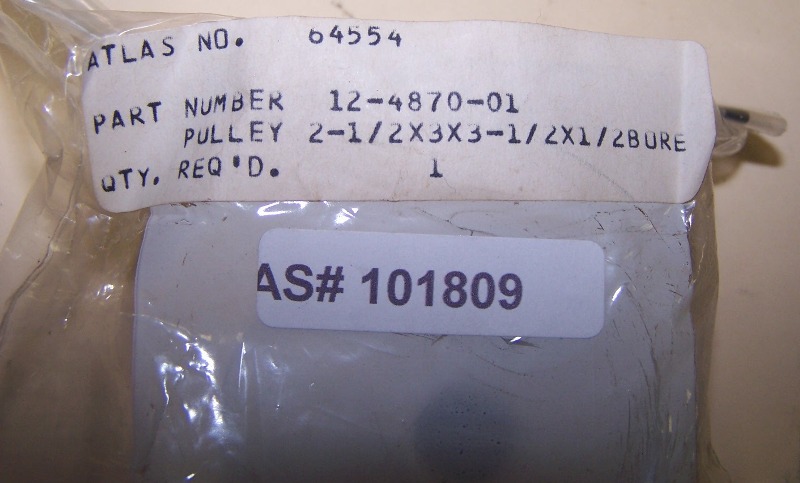 ATLAS NO. 64554
PART NUMBER 12-4870-01
PULLEY 2-1/2X3X3-1/2X1/2BORE
QTY. REQ'D. 1
AS# 101809